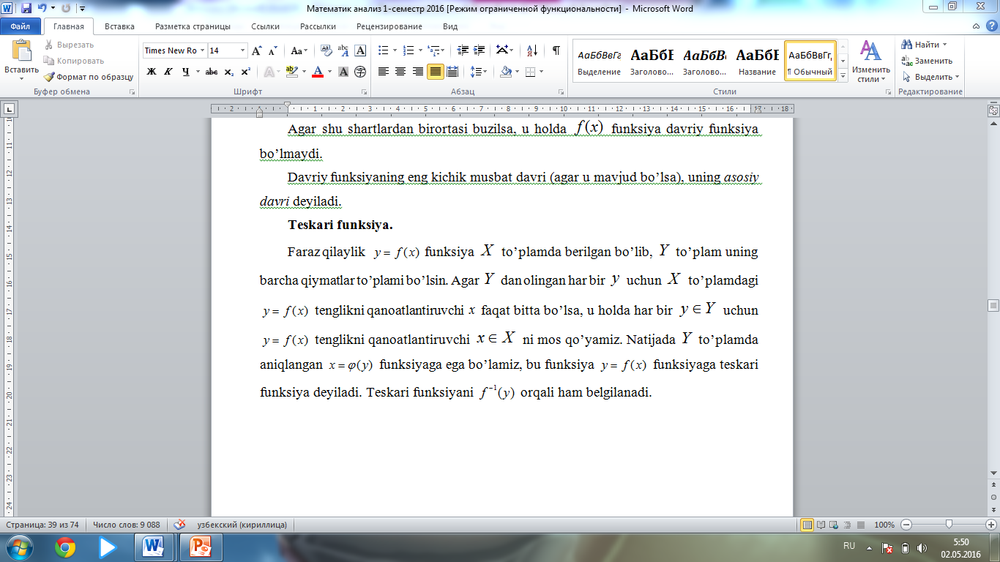 Математик анализ 1-семестр 2016 [Режим ограниченной функциональности] - Microsoft Word
Файл Главная Вставка Разметка страницы Ссылки Рассылки Рецензирование Вид
Вставить
Вырезать
Копировать
Формат по образцу
Буфер обмена
Times New Ro 14
Ж К Ч abc x₂ x²
Шрифт
Абзац
АаБбВвГг АаБбЕ АаБбВ АаБбЕ АаБбВвГг,
Выделение Заголово... Заголово... Название ¶ Обычный
Стили
Изменить стили
Найти
Заменить
Выделить
Редактирование
Agar shu shartlardan birortasi buzilsa, u holda f(x) funksiya davriy funksiya
bo’lmaydi.
Davriy funksiyaning eng kichik musbat davri (agar u mavjud bo’lsa), uning asosiy
davri deyiladi.
Teskari funksiya.
Faraz qilaylik y = f(x) funksiya X to’plamda berilgan bo’lib, Y to’plam uning
barcha qiymatlar to’plami bo’lsin. Agar Y dan olingan har bir y uchun X to’plamdagi
y = f(x) tenglikni qanoatlantiruvchi x faqat bitta bo’lsa, u holda har bir y ∈ Y uchun
y = f(x) tenglikni qanoatlantiruvchi x ∈ X ni mos qo’yamiz. Natijada Y to’plamda
aniqlangan x = φ(y) funksiyaga ega bo’lamiz, bu funksiya y = f(x) funksiyaga teskari
funksiya deyiladi. Teskari funksiyani f⁻¹(y) orqali ham belgilanadi.
Страница: 39 из 74 Число слов: 9 088 узбекский (кириллица) 100%
RU 5:50
02.05.2016